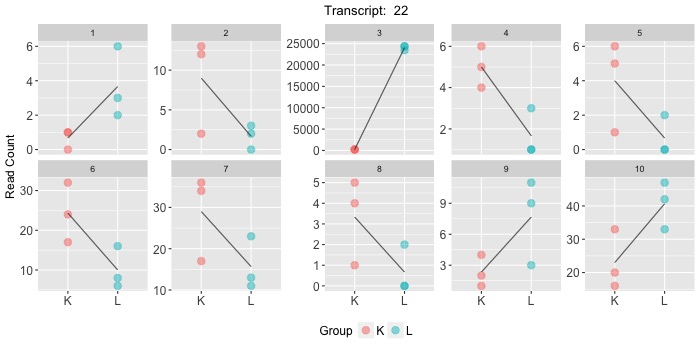 Transcript: 22
1 2 3 4 5
6 4 2 0
10 5 0
25000 20000 15000 10000 5000 0
6 4 2
6 4 2 0
Read Count
6 7 8 9 10
30 20 10
30 20 10
5 4 3 2 1 0
9 6 3
40 30 20
K L K L K L K L K L
Group K L